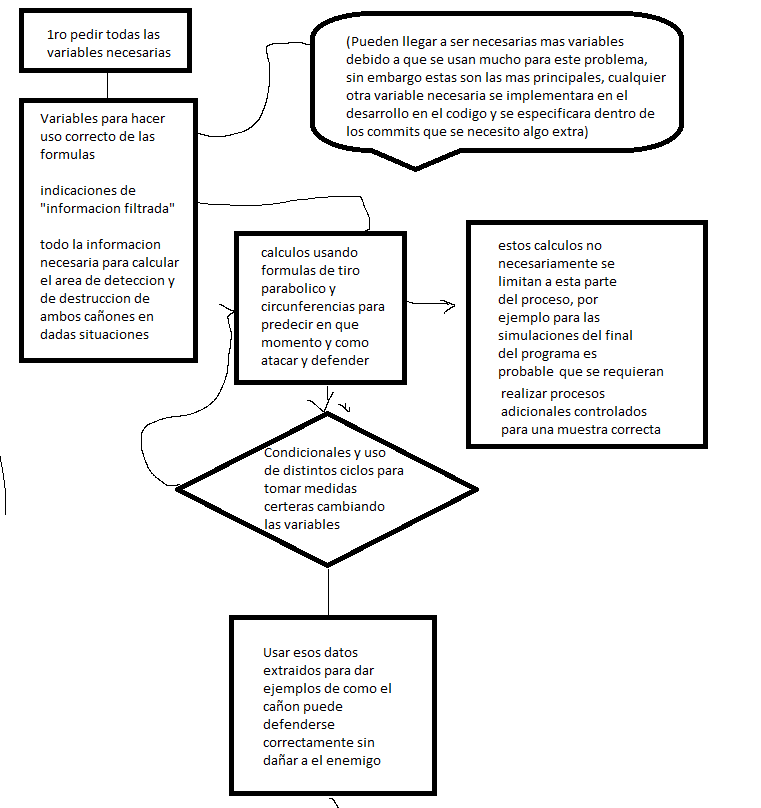 1ro pedir todas las
variables necesarias
(Pueden llegar a ser necesarias mas variables
debido a que se usan mucho para este problema,
sin embargo estas son las mas principales, cualquier
otra variable necesaria se implementara en el
desarrollo en el codigo y se especificara dentro de
los commits que se necesito algo extra)
Variables para hacer
uso correcto de las
formulas
indicaciones de
"informacion filtrada"
todo la informacion
necesaria para calcular
el area de deteccion y
de destruccion de
ambos cañones en
dadas situaciones
calculos usando
formulas de tiro
parabolico y
circunferencias para
predecir en que
momento y como
atacar y defender
estos calculos no
necesariamente se
limitan a esta parte
del proceso, por
ejemplo para las
simulaciones del final
del programa es
probable que se requieran
realizar procesos
adicionales controlados
para una muestra correcta
Condicionales y uso
de distintos ciclos para
tomar medidas
certeras cambiando
las variables
Usar esos datos
extraidos para dar
ejemplos de como el
cañon puede
defenderse
correctamente sin
dañar a el enemigo